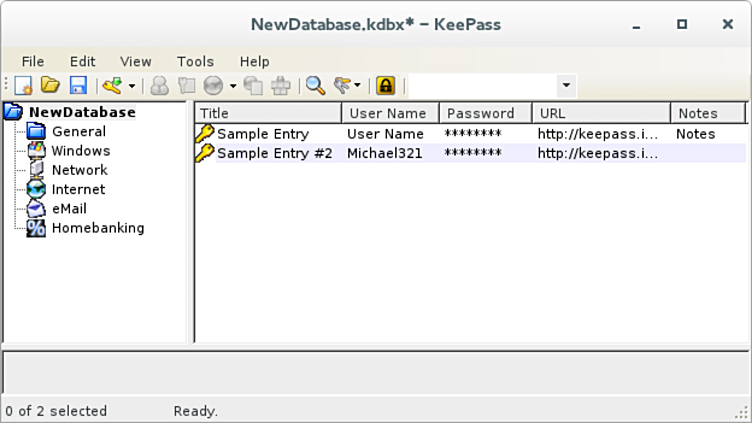 NewDatabase.kdbx* – KeePass
File Edit View Tools Help
NewDatabase
General
Windows
Network
Internet
eMail
Homebanking
Title User Name Password URL Notes
Sample Entry User Name ******** http://keepass.i... Notes
Sample Entry #2 Michael321 ******** http://keepass.i...
0 of 2 selected Ready.